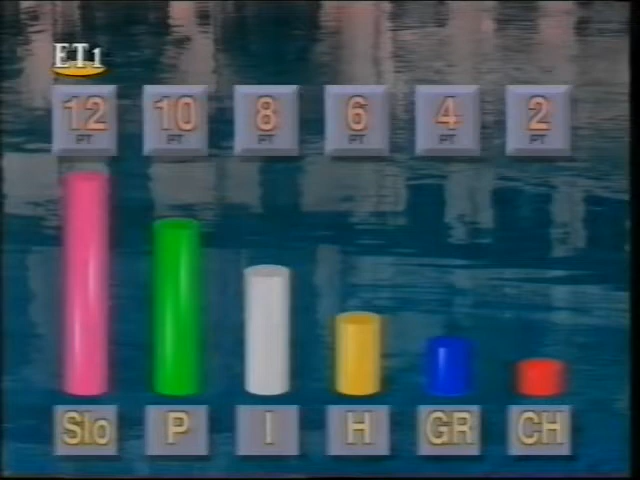 ET1
12 10 8 6 4 2
PT PT PT PT PT PT
Slo P I H GR CH